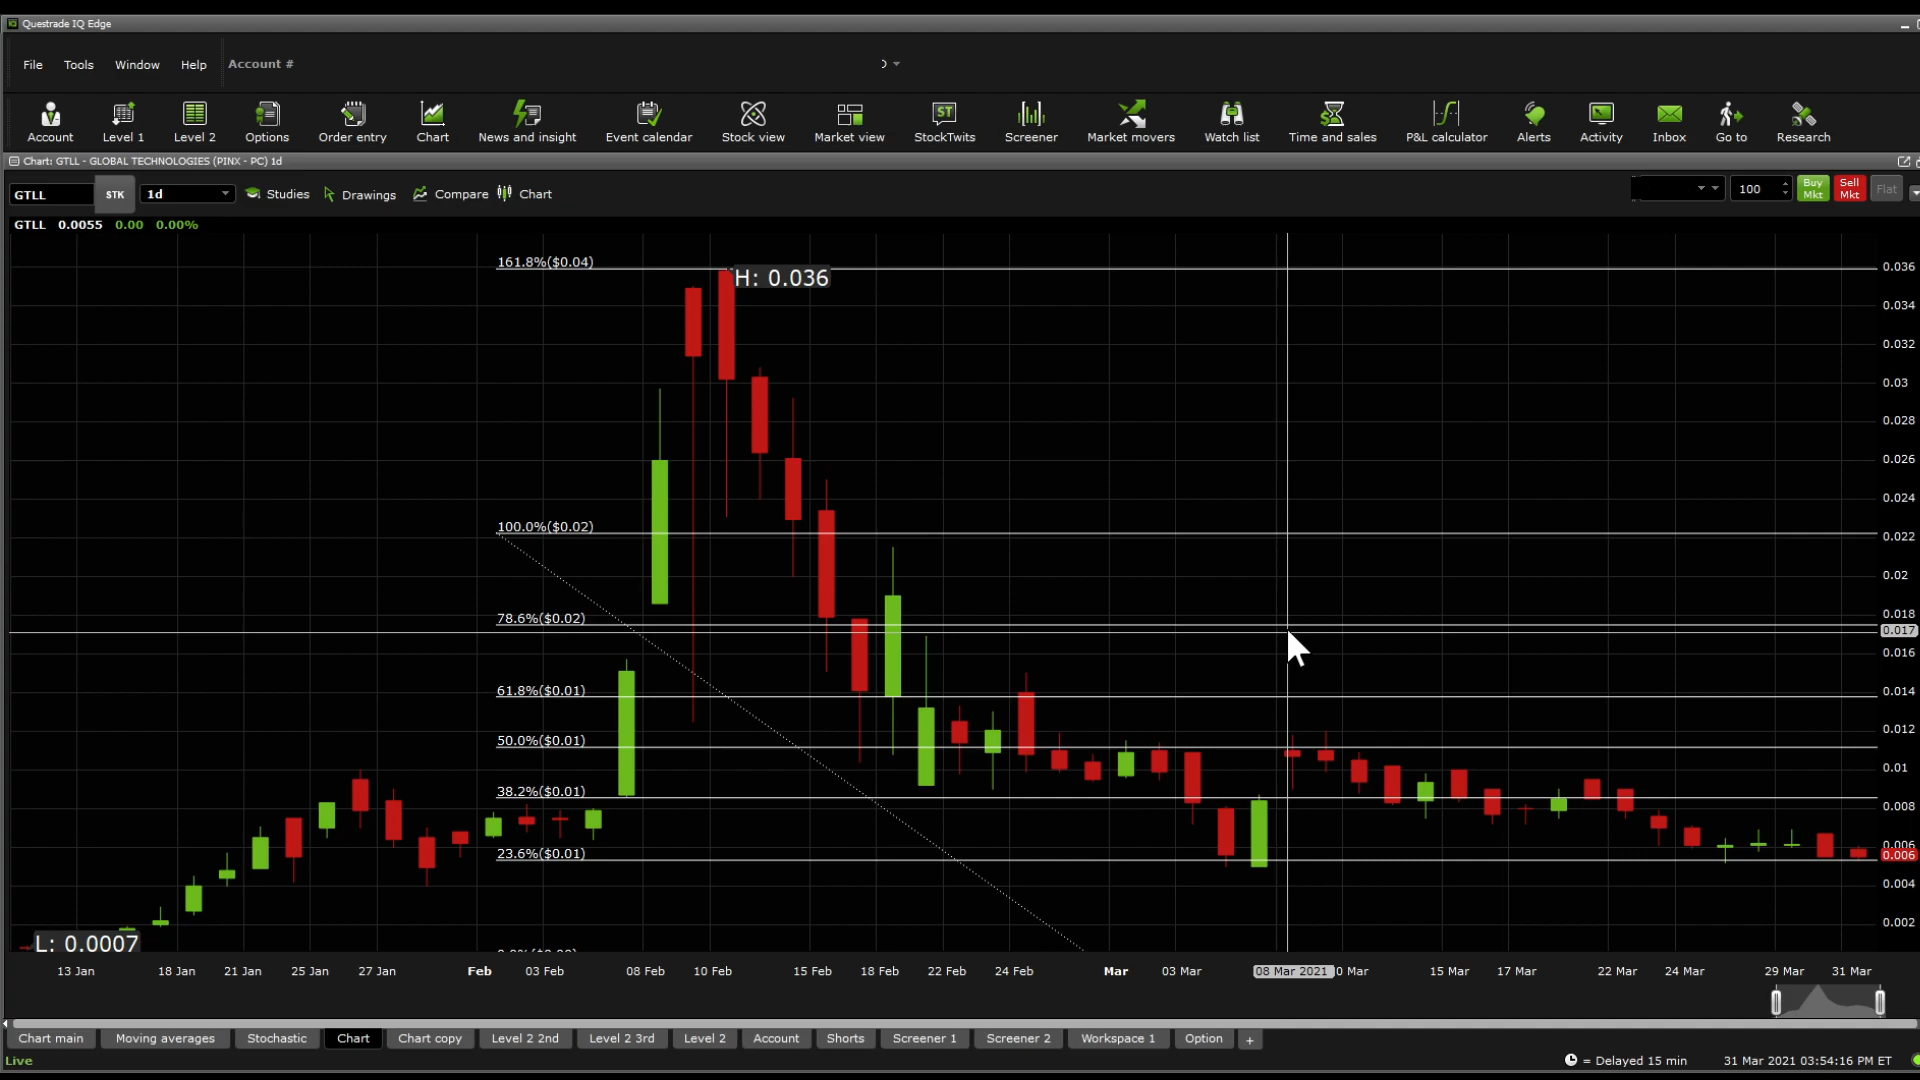 Questrade IQ Edge
File Tools Window Help Account #
Account Level 1 Level 2 Options Order entry Chart News and insight Event calendar Stock view Market view StockTwits Screener Market movers Watch list Time and sales P&L calculator Alerts Activity Inbox Go to Research
Chart: GTLL - GLOBAL TECHNOLOGIES (PINX - PC) 1d
GTLL STK 1d Studies Drawings Compare Chart 100 Buy Mkt Sell Mkt Flat
GTLL 0.0055 0.00 0.00%
161.8%($0.04) 0.036
H: 0.036
0.034
0.032
0.03
0.028
0.026
0.024
100.0%($0.02) 0.022
0.02
78.6%($0.02) 0.018
0.017
0.016
61.8%($0.01) 0.014
50.0%($0.01) 0.012
0.01
38.2%($0.01) 0.008
0.006
23.6%($0.01) 0.006
0.004
0.002
L: 0.0007
13 Jan 18 Jan 21 Jan 25 Jan 27 Jan Feb 03 Feb 08 Feb 10 Feb 15 Feb 18 Feb 22 Feb 24 Feb Mar 03 Mar 08 Mar 2021 0 Mar 15 Mar 17 Mar 22 Mar 24 Mar 29 Mar 31 Mar
Chart main Moving averages Stochastic Chart Chart copy Level 2 2nd Level 2 3rd Level 2 Account Shorts Screener 1 Screener 2 Workspace 1 Option +
Live = Delayed 15 min 31 Mar 2021 03:54:16 PM ET